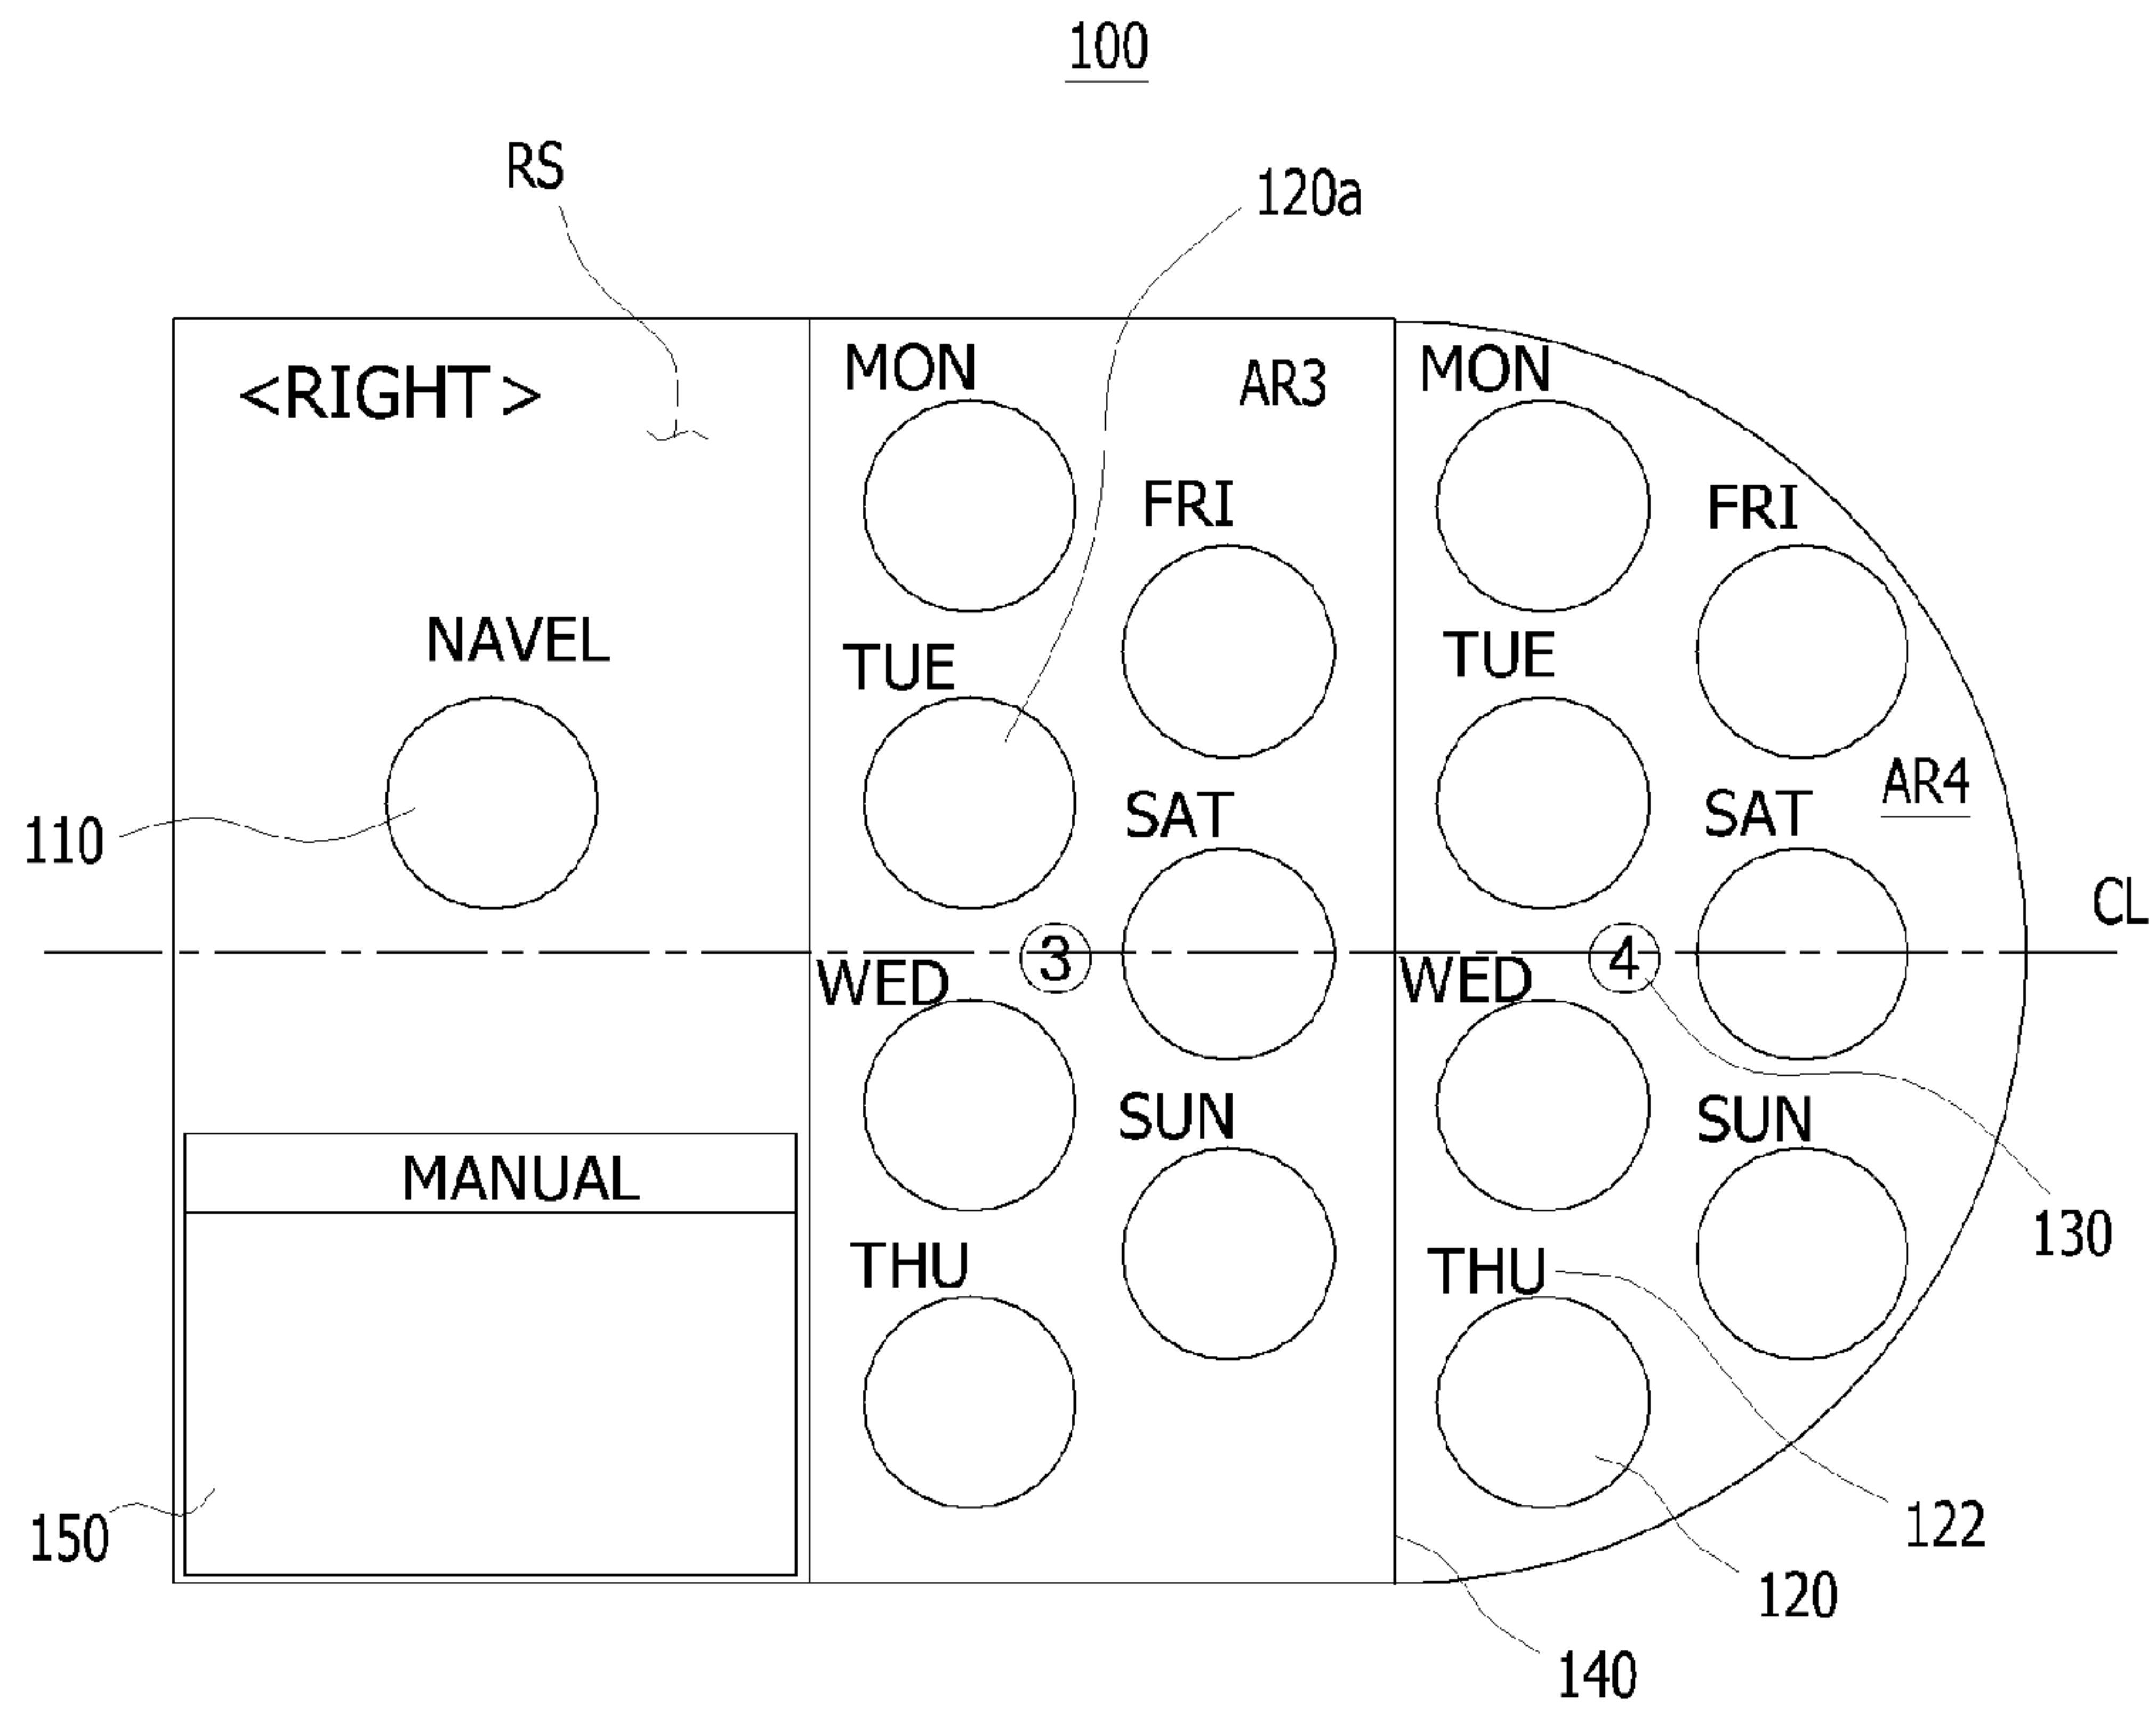 100
RS
120a
<RIGHT>
MON
AR3
MON
FRI
FRI
NAVEL
TUE
TUE
AR4
SAT
SAT
110
CL
3
4
WED
WED
SUN
SUN
MANUAL
130
THU
THU
150
122
120
140